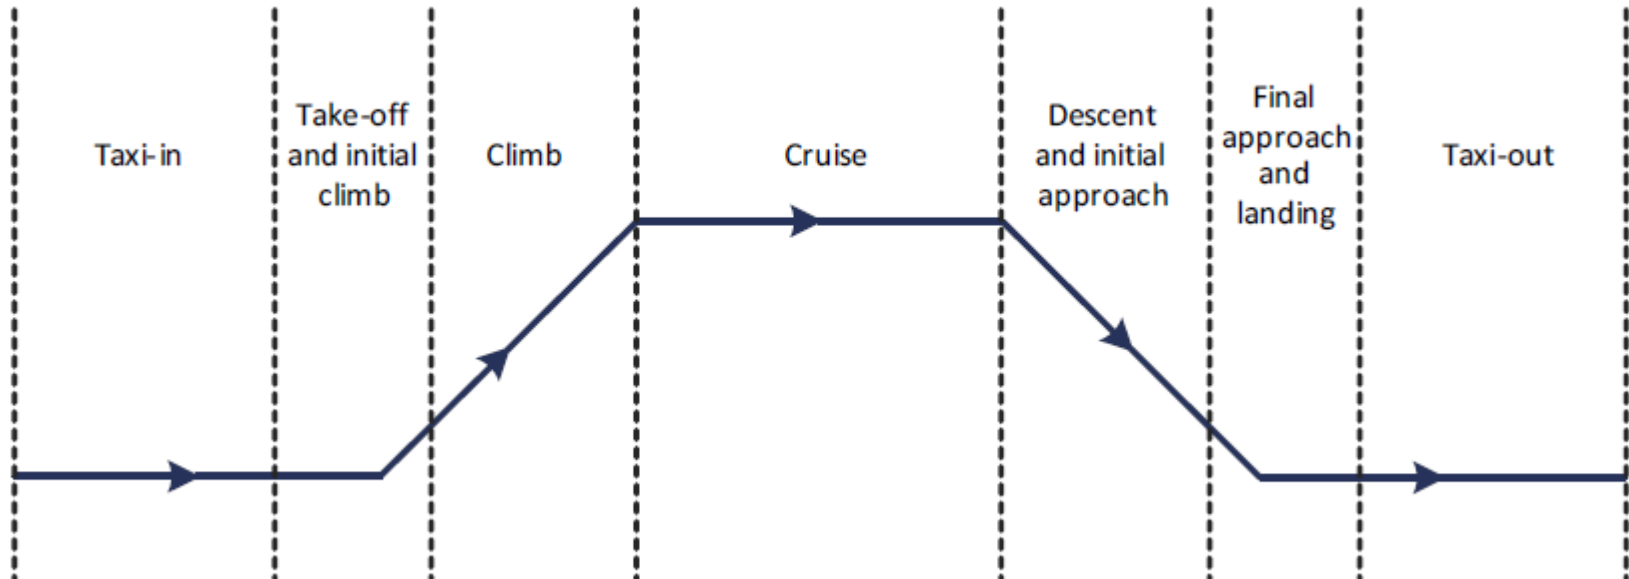 Taxi-in
Take-off
and initial
climb
Climb
Cruise
Descent
and initial
approach
Final
approach
and
landing
Taxi-out